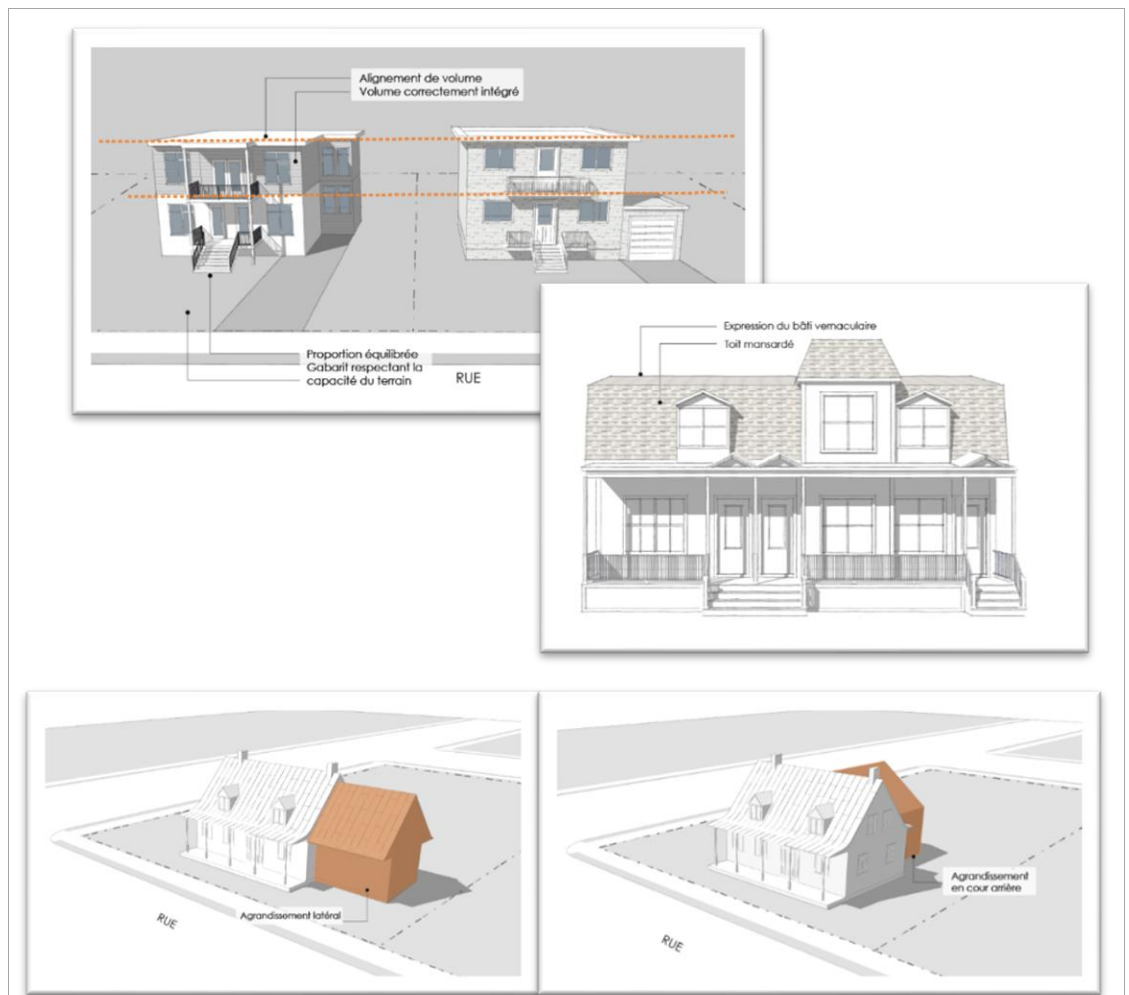 Alignement de volume
Volume correctement intégré
Proportion équilibrée
Gabarit respectant la
capacité du terrain
RUE
Expression du bâti vernaculaire
Toit mansardé
Agrandissement latéral
RUE
Agrandissement
en cour arrière
RUE